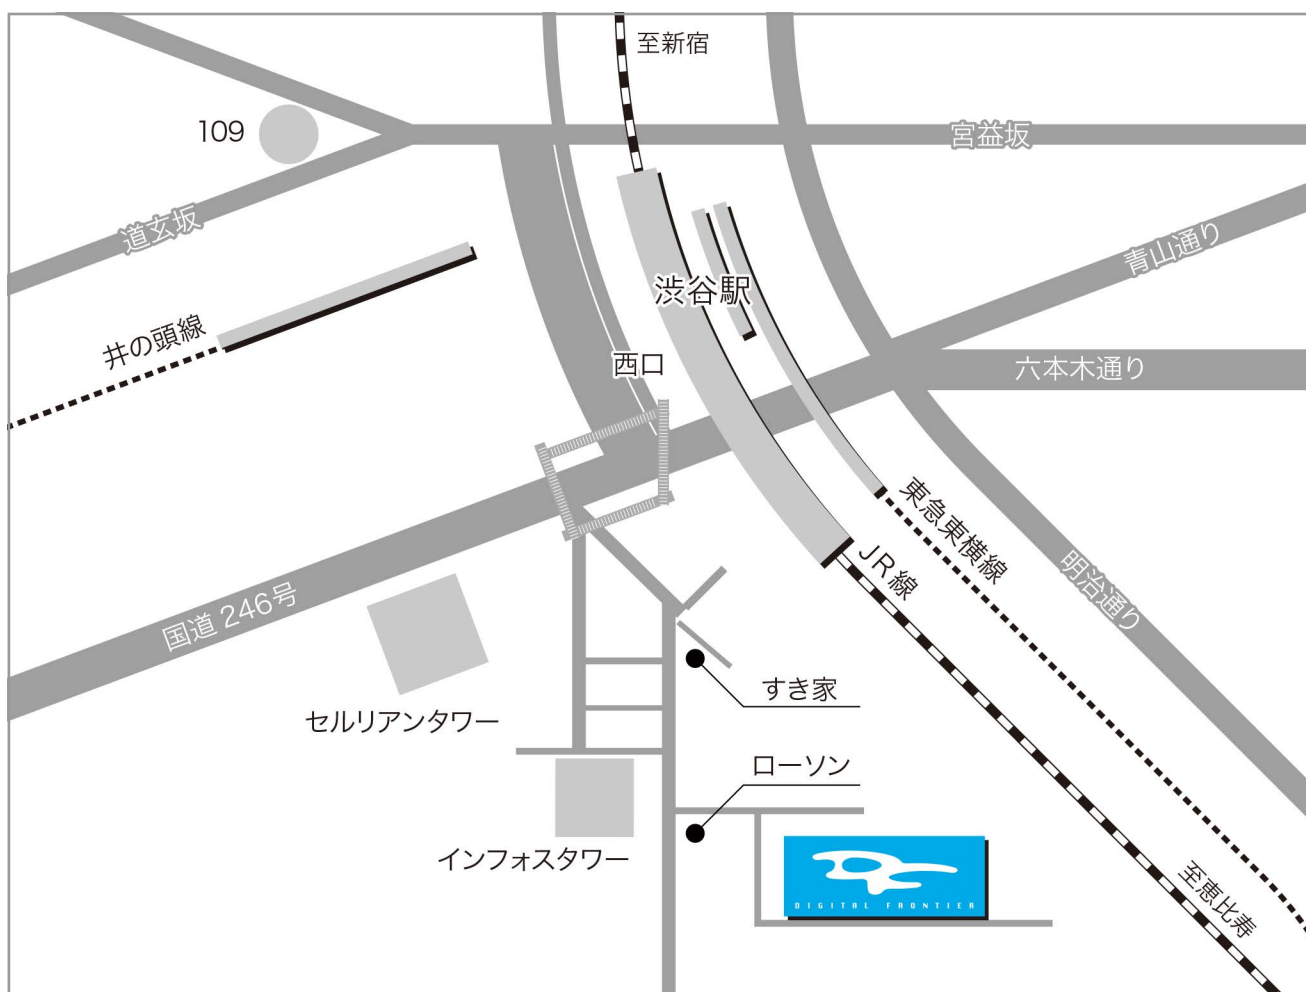 至新宿
109
宮益坂
道玄坂
青山通り
渋谷駅
井の頭線
西口
六本木通り
東急東横線
JR線
明治通り
国道 246号
すき家
セルリアンタワー
ローソン
インフォスタワー
至恵比寿
DIGITAL FRONTIER